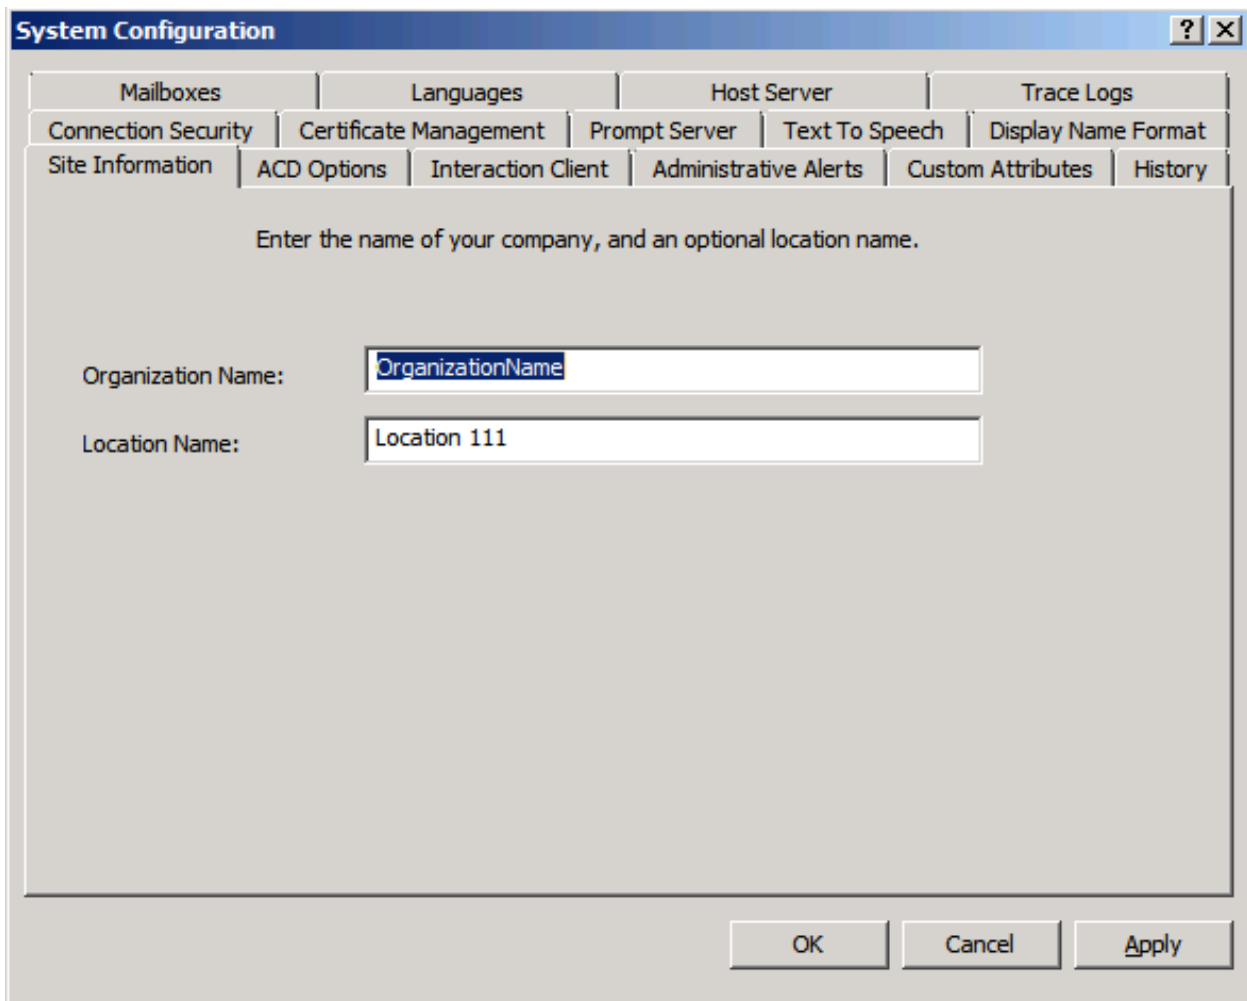 System Configuration
Mailboxes Languages Host Server Trace Logs
Connection Security Certificate Management Prompt Server Text To Speech Display Name Format
Site Information ACD Options Interaction Client Administrative Alerts Custom Attributes History
Enter the name of your company, and an optional location name.
Organization Name: OrganizationName
Location Name: Location 111
OK Cancel Apply